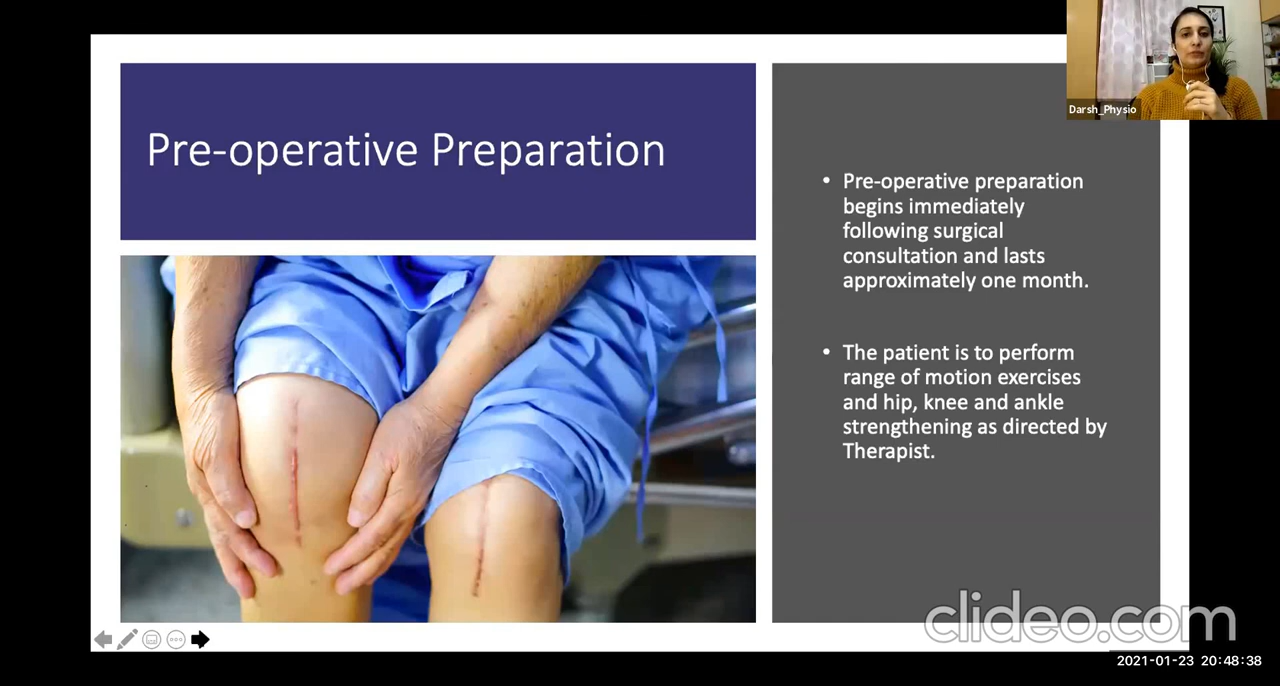 Darsh_Physio
Pre-operative Preparation
• Pre-operative preparation
begins immediately
following surgical
consultation and lasts
approximately one month.
• The patient is to perform
range of motion exercises
and hip, knee and ankle
strengthening as directed by
Therapist.
clideo.com
2021-01-23 20:48:38